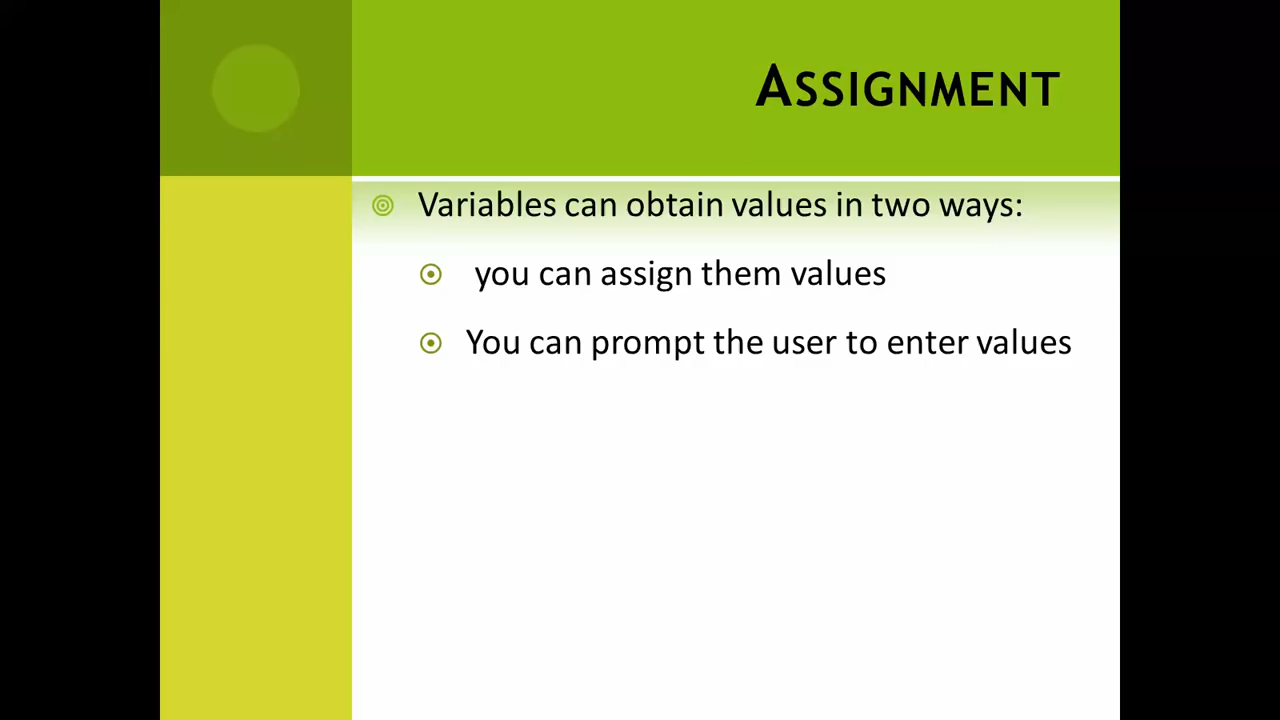 ASSIGNMENT
Variables can obtain values in two ways:
you can assign them values
You can prompt the user to enter values